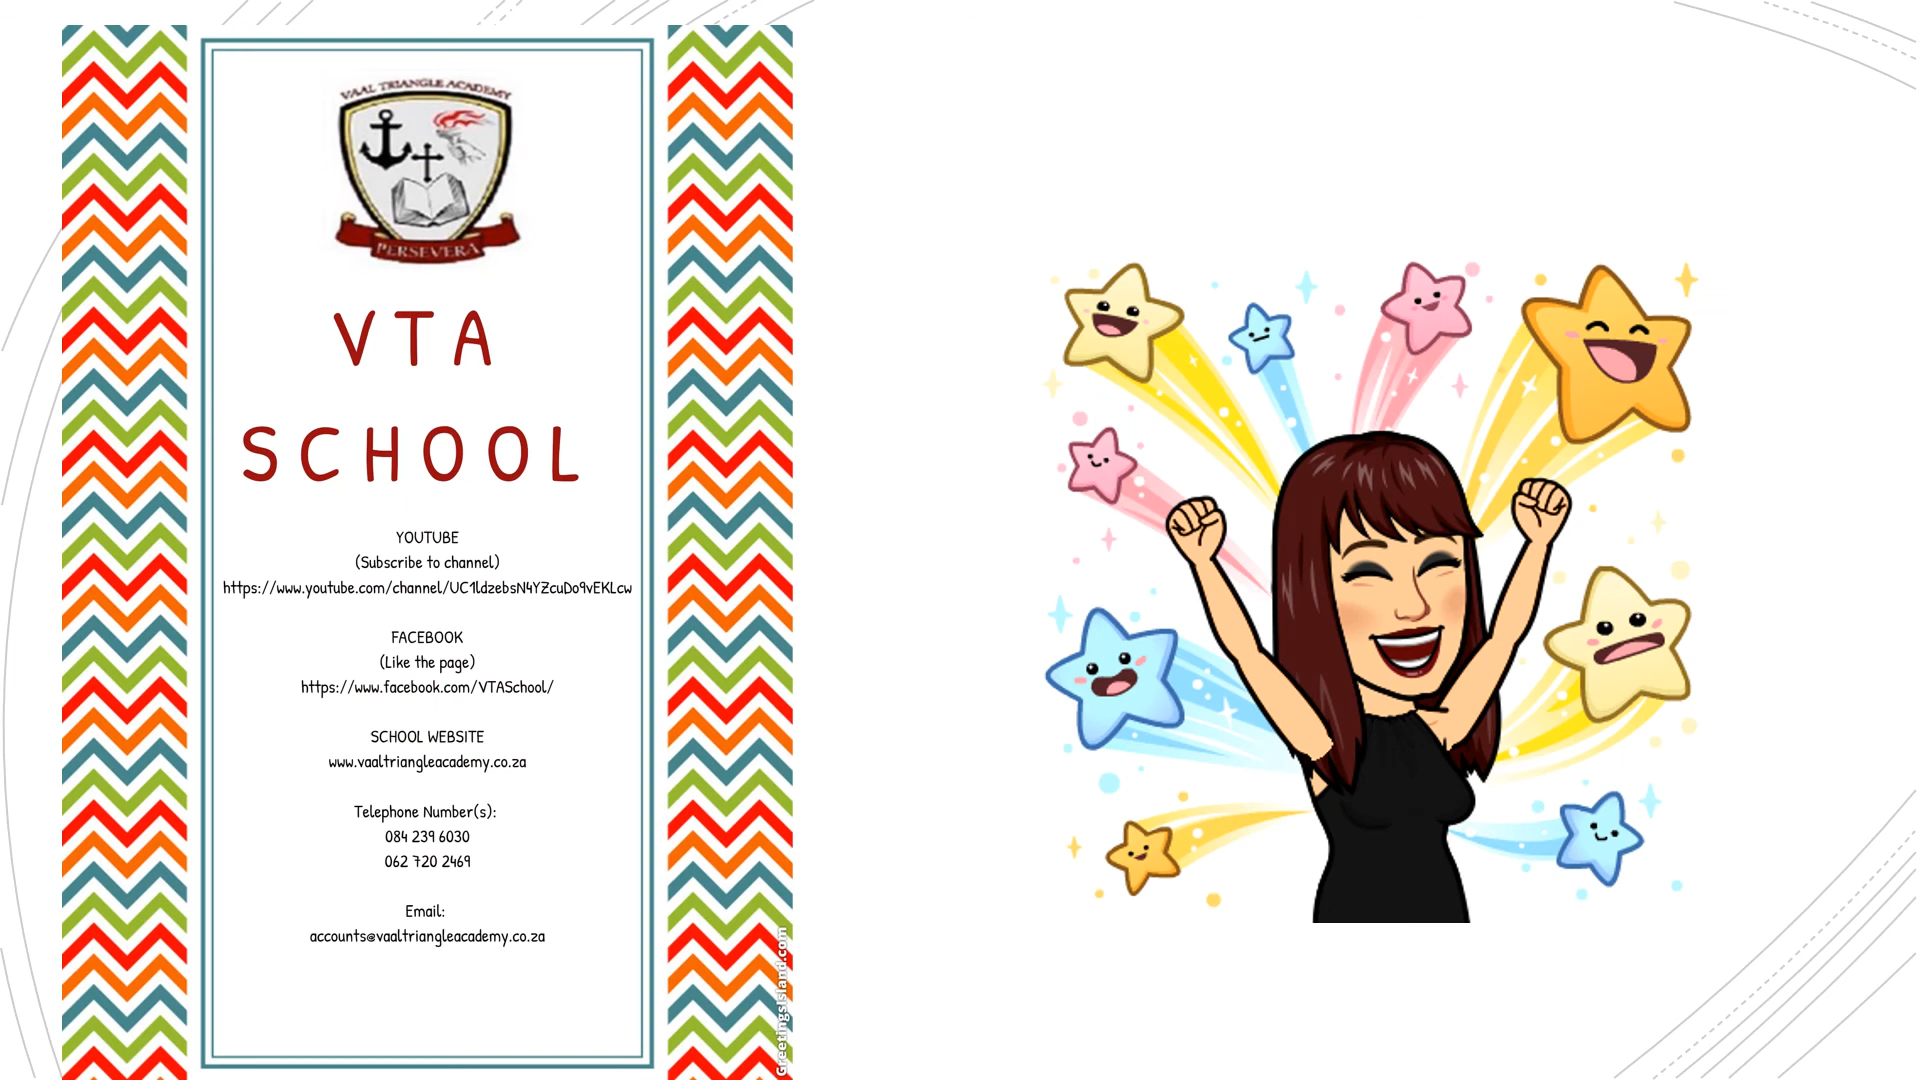 VAAL TRIANGLE ACADEMY
PERSEVERA
VTA
SCHOOL
YOUTUBE
(Subscribe to channel)
https://www.youtube.com/channel/UC1ldzebsN4YZcuDo9vEKLcw
FACEBOOK
(Like the page)
https://www.facebook.com/VTASchool/
SCHOOL WEBSITE
www.vaaltriangleacademy.co.za
Telephone Number(s):
084 239 6030
062 720 2469
Email:
accounts@vaaltriangleacademy.co.za
GreetingsIsland.com